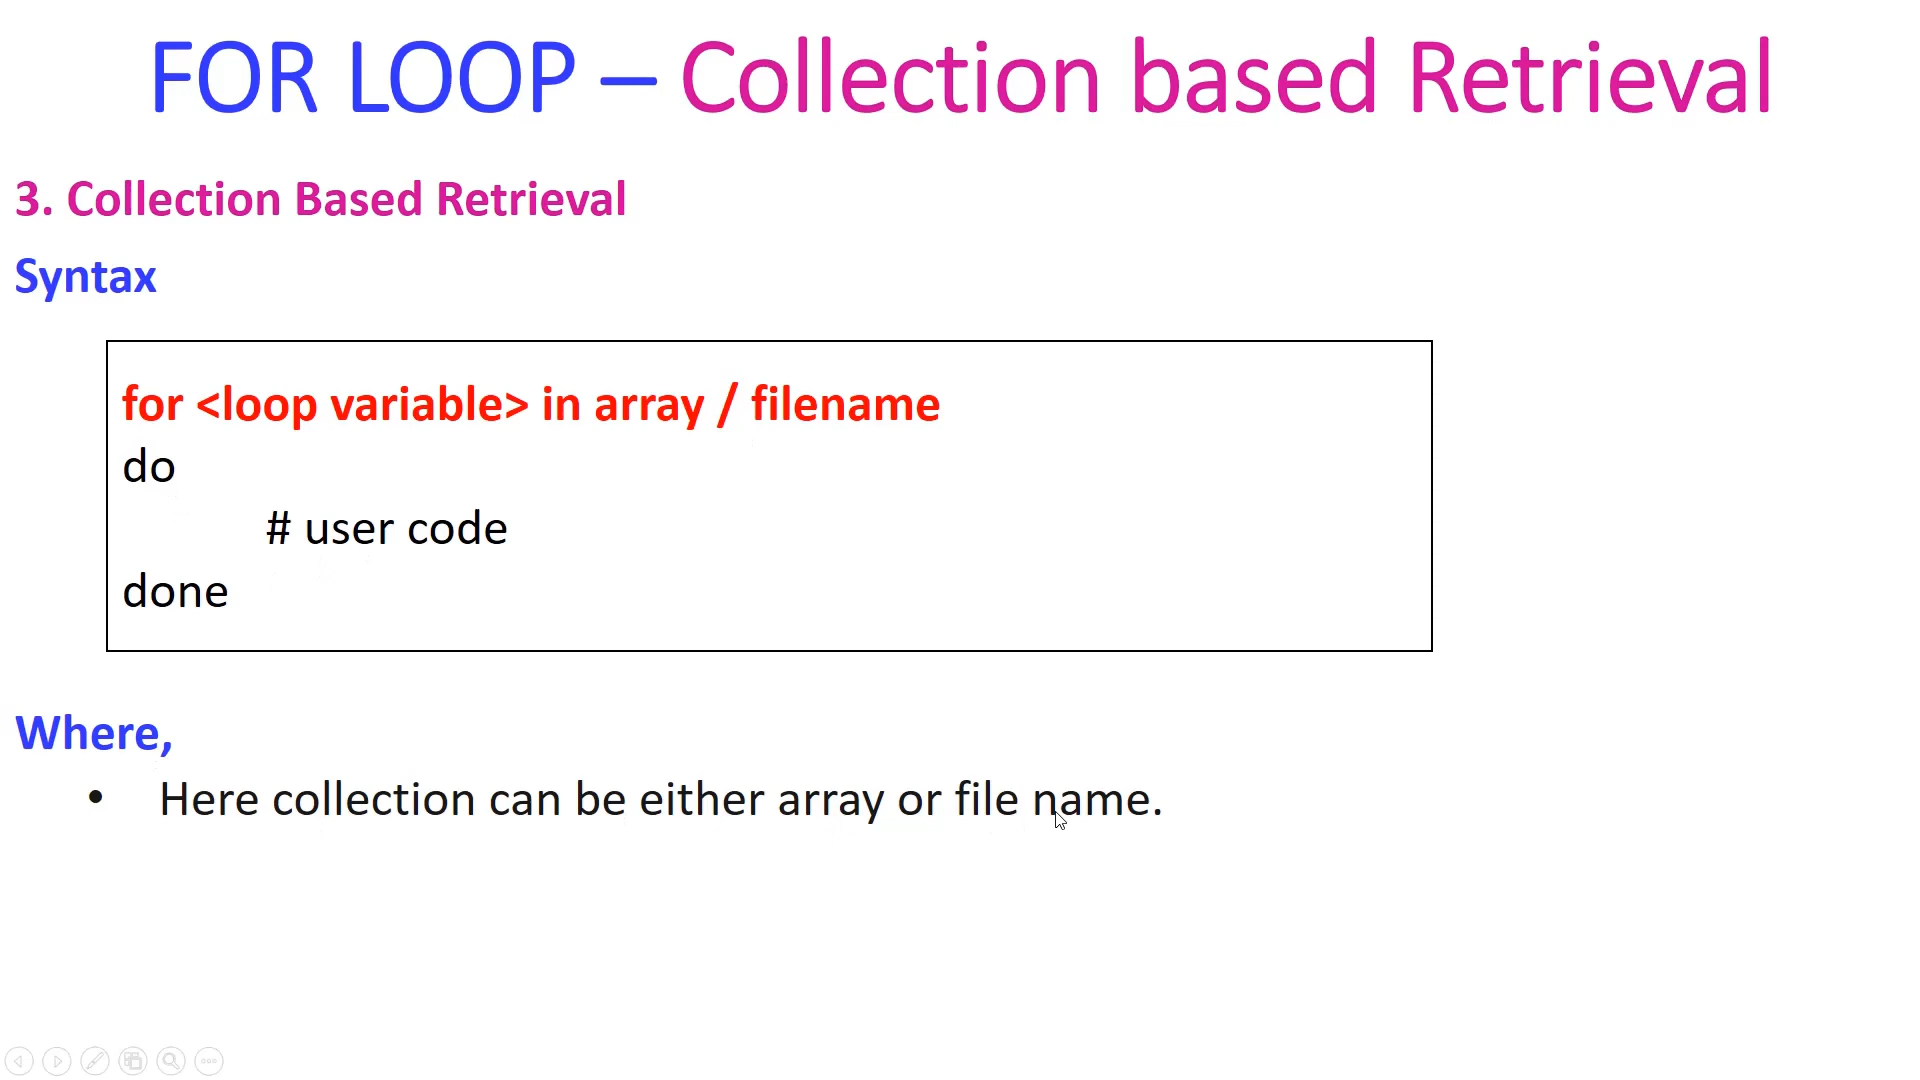 FOR LOOP – Collection based Retrieval
3. Collection Based Retrieval
Syntax
for <loop variable> in array / filename
do
# user code
done
Where,
• Here collection can be either array or file name.